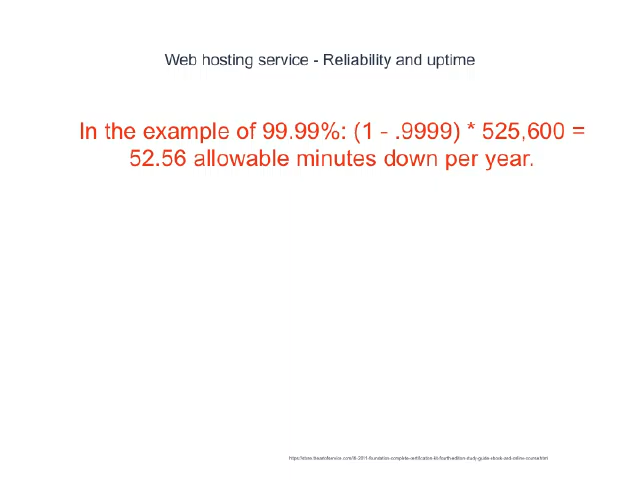 Web hosting service - Reliability and uptime
In the example of 99.99%: (1 - .9999) * 525,600 =
52.56 allowable minutes down per year.